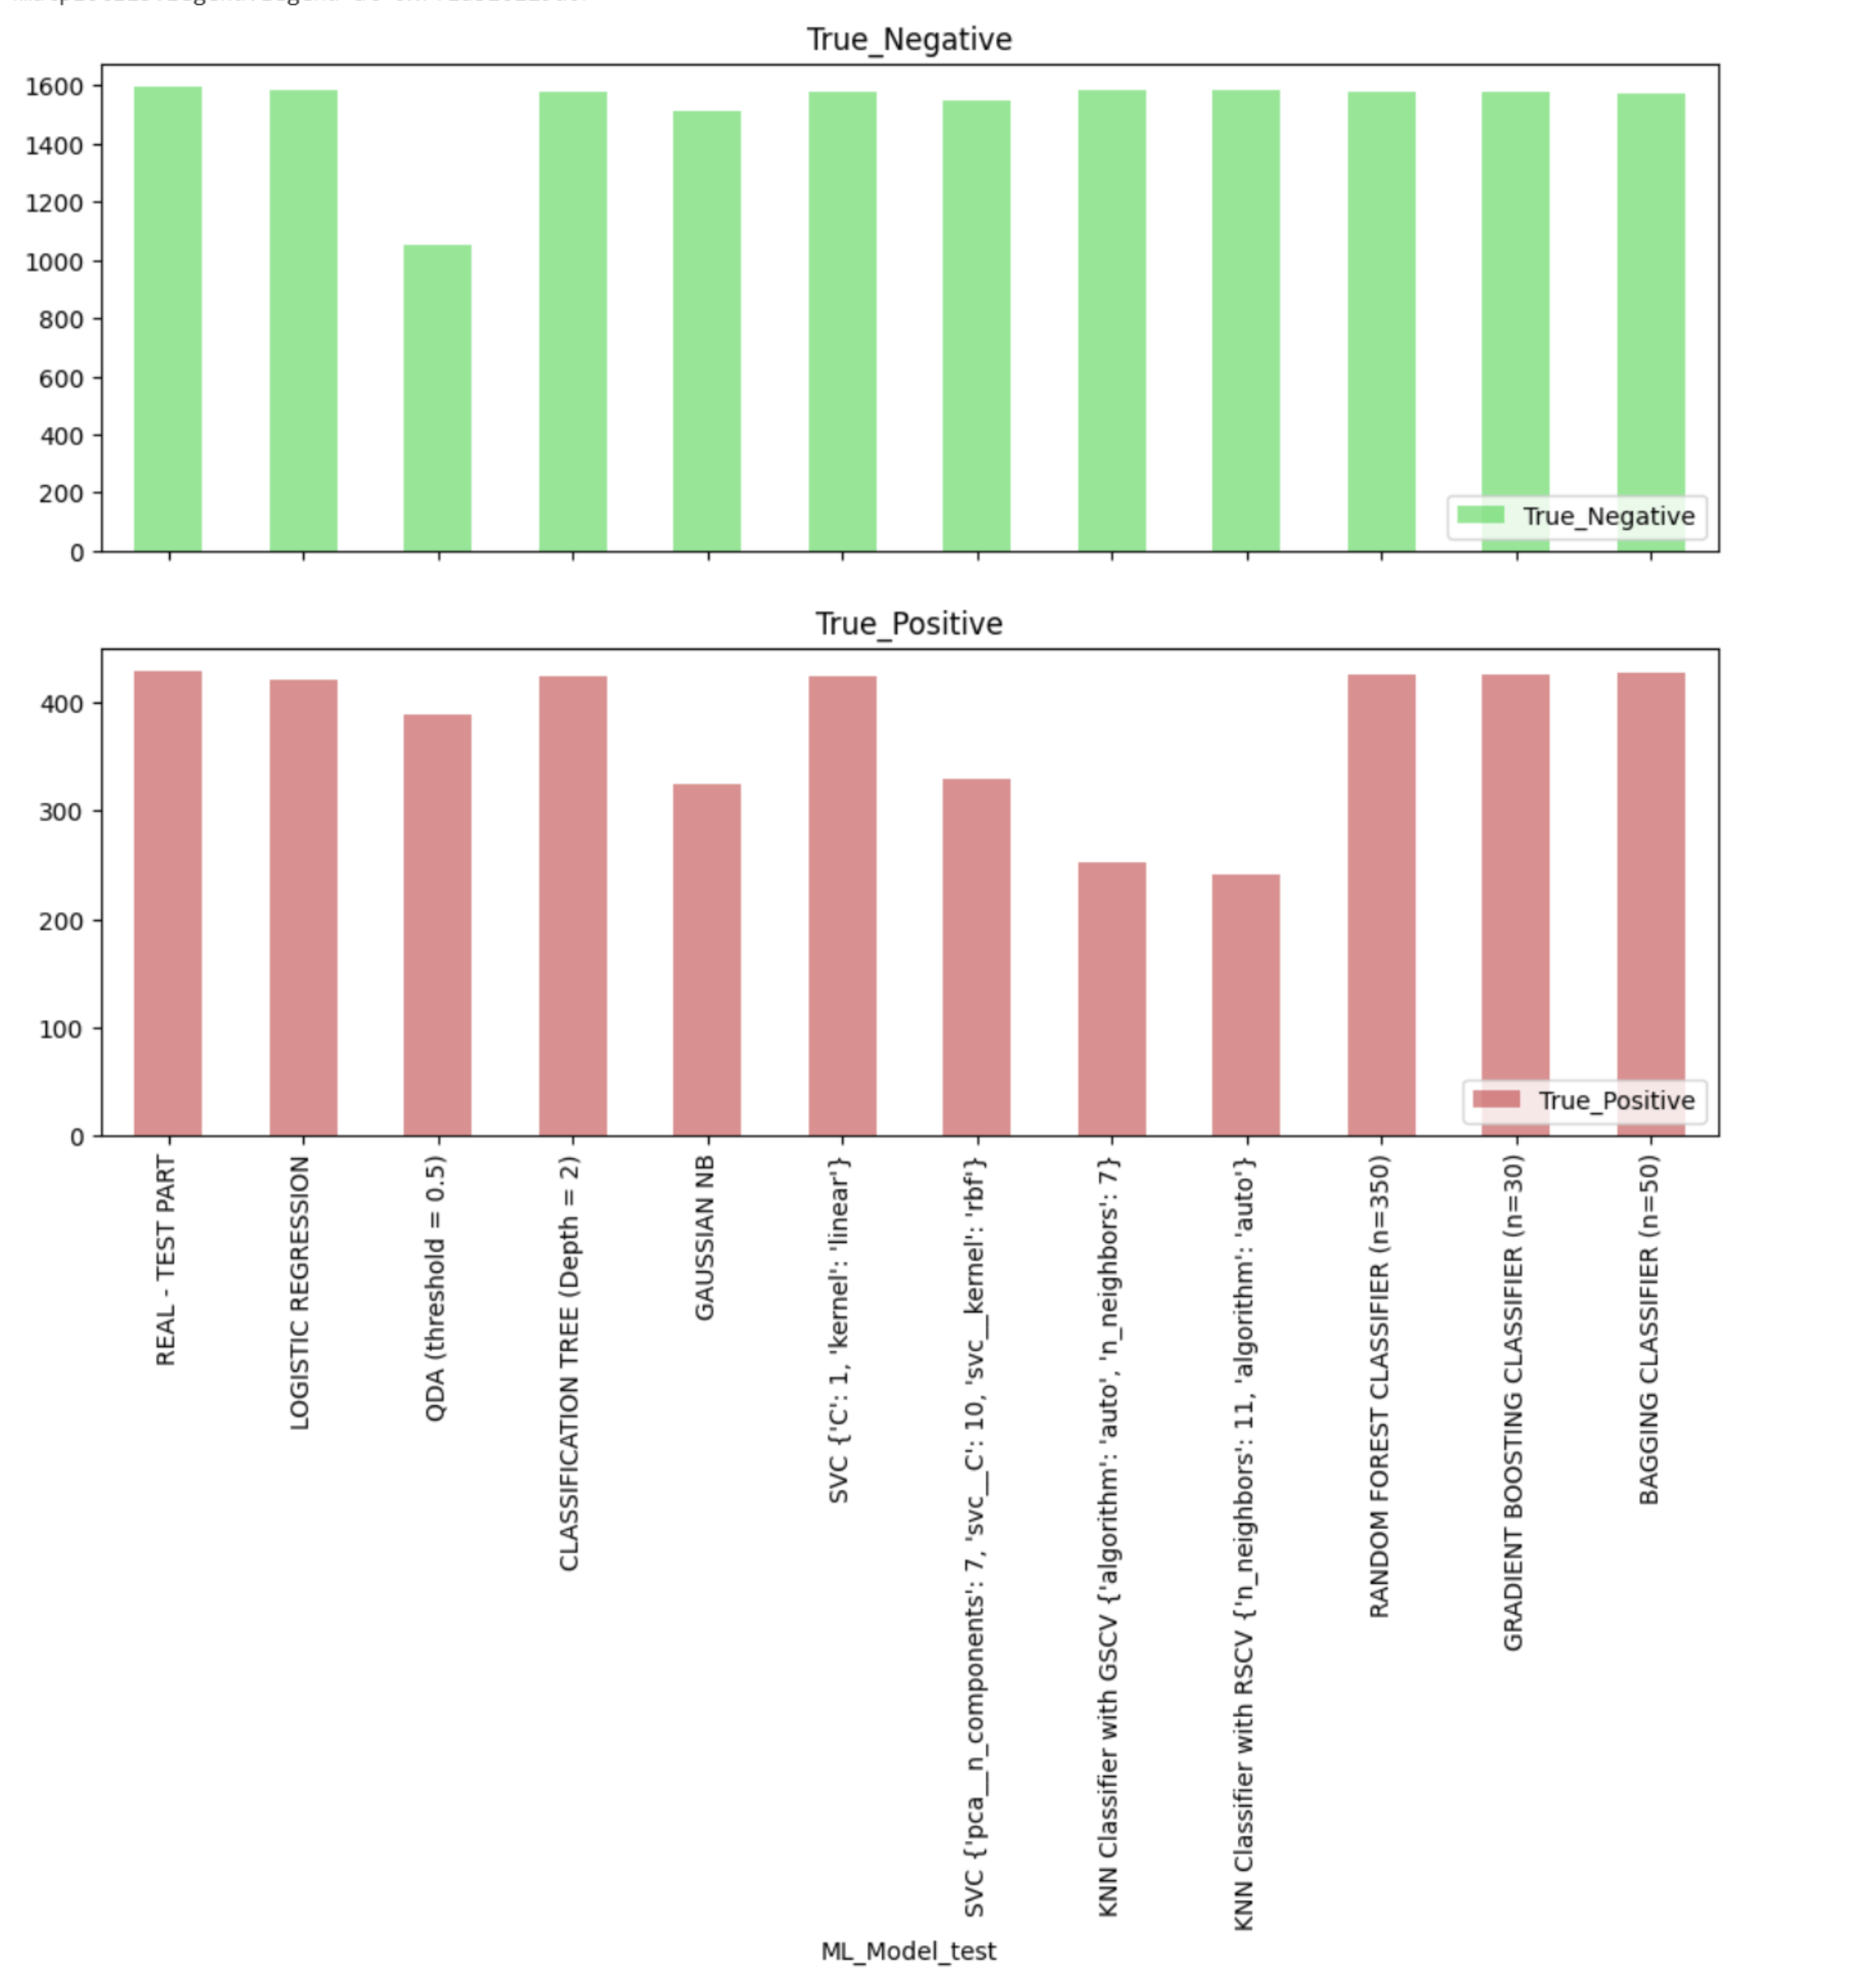 True_Negative
1600
1400
1200
1000
800
600
400
200
0
True_Negative
True_Positive
400
300
200
100
0
True_Positive
REAL - TEST PART
LOGISTIC REGRESSION
QDA (threshold = 0.5)
CLASSIFICATION TREE (Depth = 2)
GAUSSIAN NB
SVC {'C': 1, 'kernel': 'linear'}
SVC {'pca__n_components': 7, 'svc__C': 10, 'svc__kernel': 'rbf'}
KNN Classifier with GSCV {'algorithm': 'auto', 'n_neighbors': 7}
KNN Classifier with RSCV {'n_neighbors': 11, 'algorithm': 'auto'}
RANDOM FOREST CLASSIFIER (n=350)
GRADIENT BOOSTING CLASSIFIER (n=30)
BAGGING CLASSIFIER (n=50)
ML_Model_test